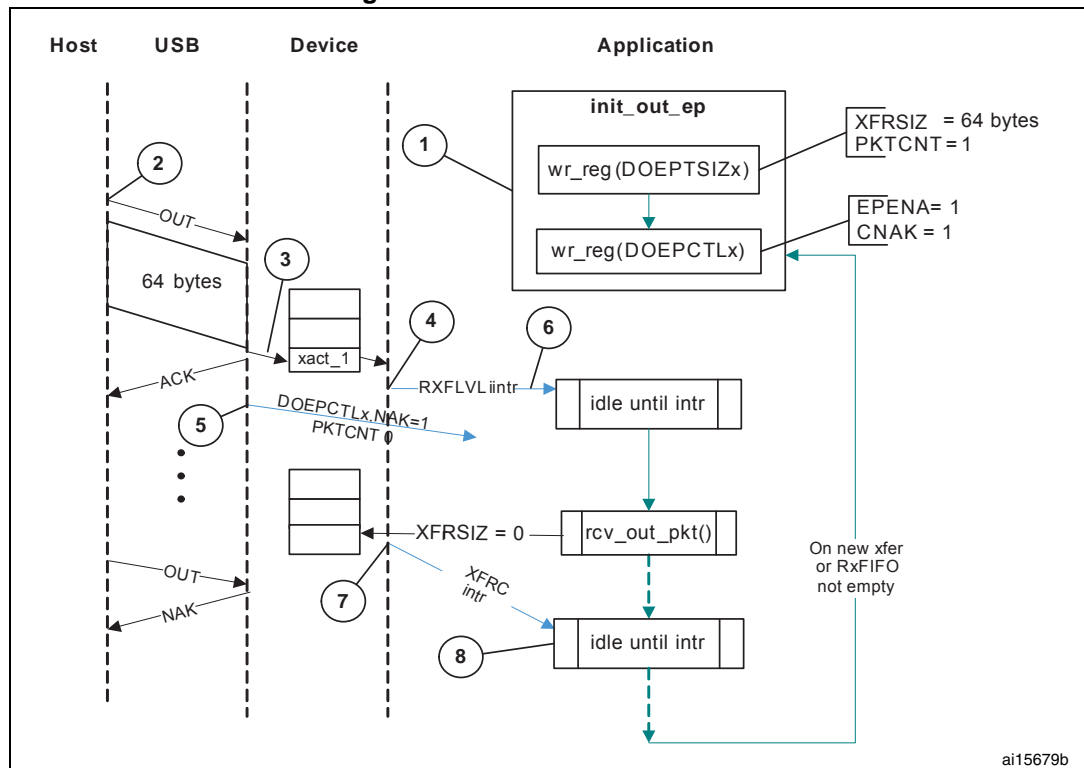 Host USB Device Application
init_out_ep
1
wr_reg(DOEPTSIZx)
XFRSIZ = 64 bytes
PKTCNT = 1
2
OUT
wr_reg(DOEPCTLx)
EPENA= 1
CNAK = 1
64 bytes
3
4
6
xact_1
ACK
RXFLVL iintr
idle until intr
5
DOEPCTLx.NAK=1
PKTCNT 0
XFRSIZ = 0
rcv_out_pkt()
On new xfer
or RxFIFO
not empty
OUT
NAK
7
XFRC
intr
8
idle until intr
ai15679b